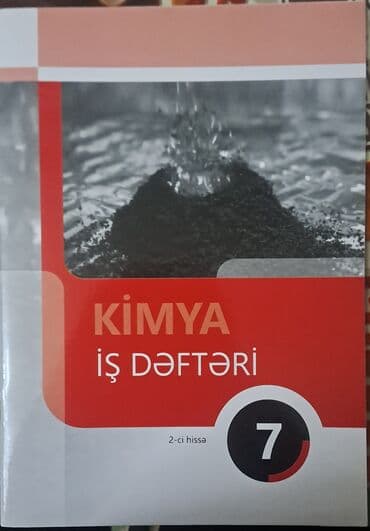 KİMYA
İŞ DƏFTƏRİ
2-ci hissə
7